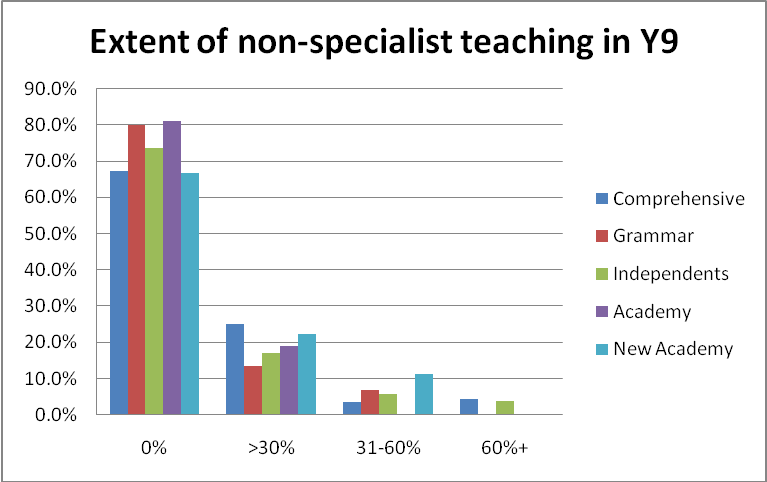 Extent of non-specialist teaching in Y9
90.0%
80.0%
70.0%
60.0%
50.0%
40.0%
30.0%
20.0%
10.0%
0.0%
0% >30% 31-60% 60%+
Comprehensive
Grammar
Independents
Academy
New Academy